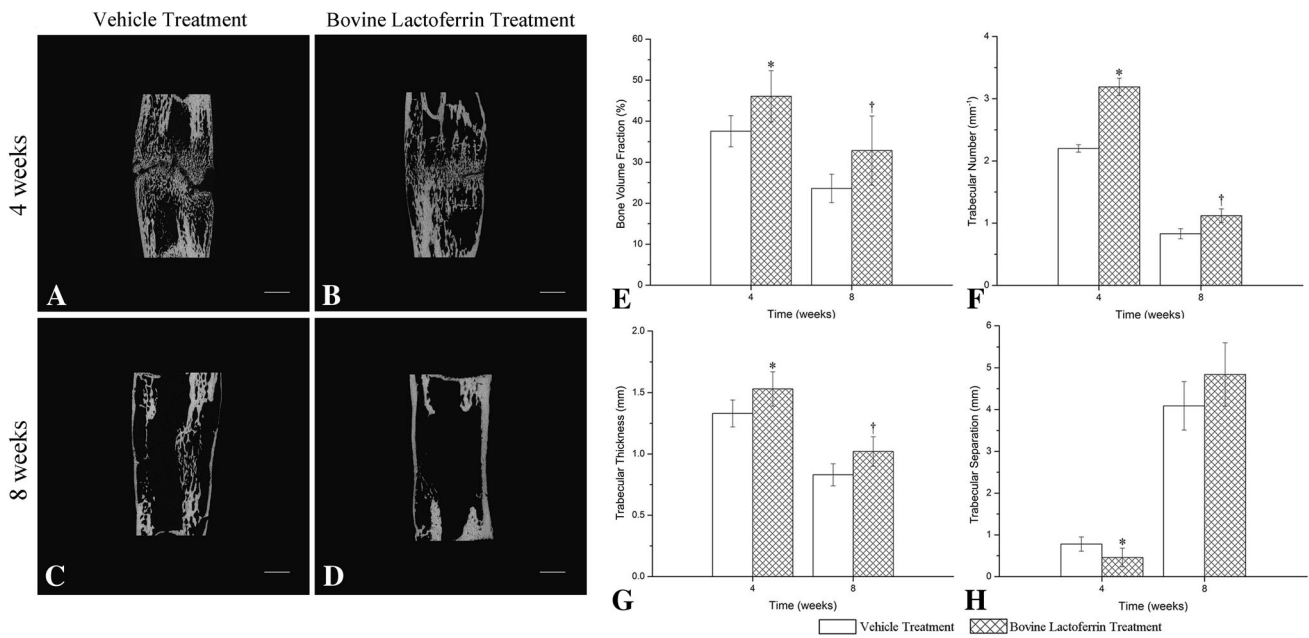 Vehicle Treatment
Bovine Lactoferrin Treatment
4 weeks
8 weeks
A
B
C
D
60
50
40
30
20
10
0
Bone Volume Fraction (%)
*
†
4
8
Time (weeks)
E
4
3
2
1
0
Trabecular Number (mm⁻¹)
*
†
4
8
Time (weeks)
F
2.0
1.5
1.0
0.5
0.0
Trabecular Thickness (mm)
*
†
4
8
Time (weeks)
G
6
5
4
3
2
1
0
Trabecular Separation (mm)
*
4
8
Time (weeks)
H
Vehicle Treatment
Bovine Lactoferrin Treatment